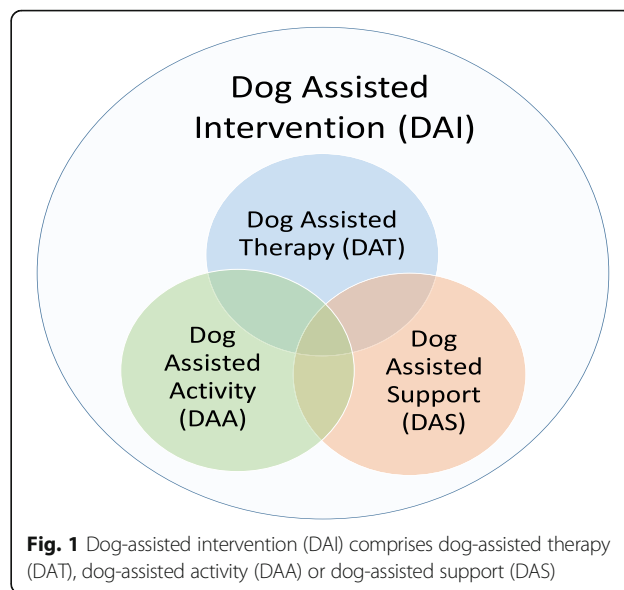 Dog Assisted
Intervention (DAI)
Dog Assisted
Therapy (DAT)
Dog
Assisted
Activity
(DAA)
Dog
Assisted
Support
(DAS)
Fig. 1 Dog-assisted intervention (DAI) comprises dog-assisted therapy
(DAT), dog-assisted activity (DAA) or dog-assisted support (DAS)